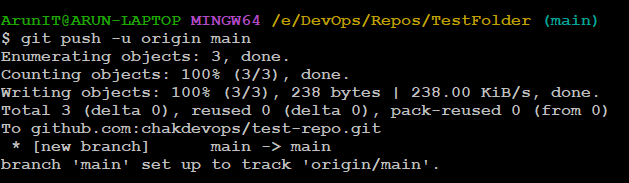 ArunIT@ARUN-LAPTOP MINGW64 /e/DevOps/Repos/TestFolder (main)
$ git push -u origin main
Enumerating objects: 3, done.
Counting objects: 100% (3/3), done.
Writing objects: 100% (3/3), 238 bytes | 238.00 KiB/s, done.
Total 3 (delta 0), reused 0 (delta 0), pack-reused 0 (from 0)
To github.com:chakdevops/test-repo.git
 * [new branch]      main -> main
branch 'main' set up to track 'origin/main'.